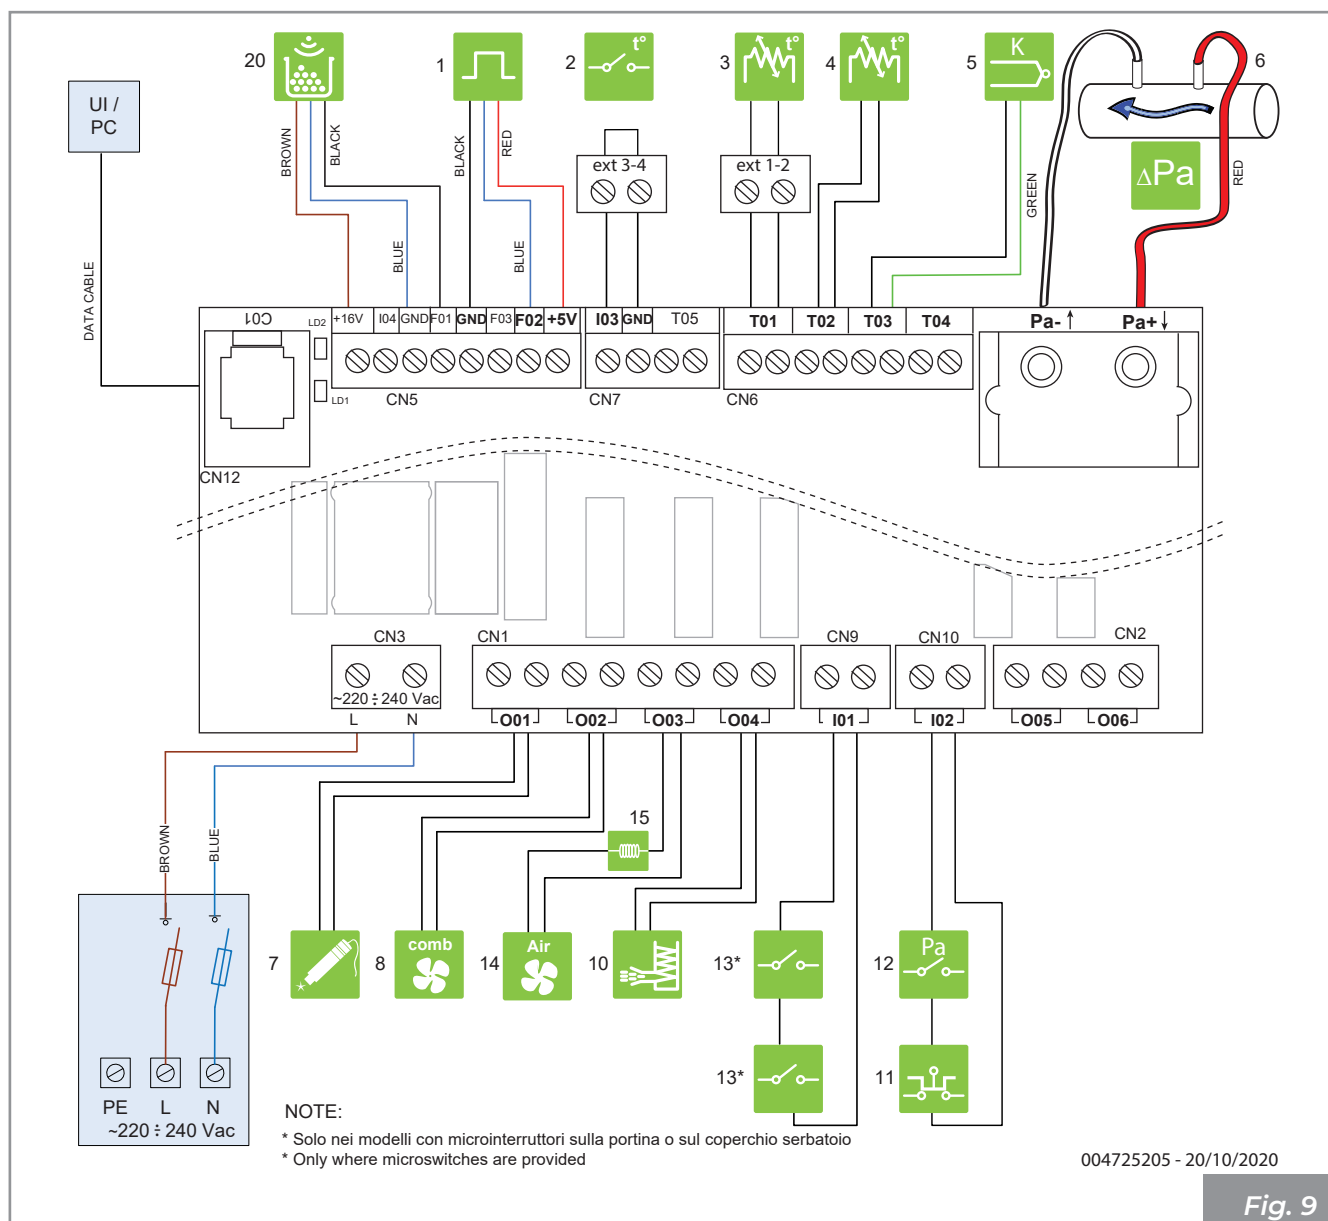 20
1
2
t°
3
t°
4
t°
5
K
6
UI /
PC
BROWN
BLACK
BLACK
RED
ext 3-4
ext 1-2
ΔPa
GREEN
RED
BLUE
BLUE
DATA CABLE
C01
LD2
+16V
I04
GND
F01
GND
F03
F02
+5V
I03
GND
T05
T01
T02
T03
T04
Pa- ↑
Pa+ ↓
LD1
CN5
CN7
CN6
CN12
CN3
CN1
CN9
CN10
CN2
~220 ÷ 240 Vac
L
N
O01
O02
O03
O04
I01
I02
O05
O06
BROWN
BLUE
15
7
8
comb
14
Air
10
13*
12
Pa
13*
11
PE
L
N
~220 ÷ 240 Vac
NOTE:
* Solo nei modelli con microinterruttori sulla portina o sul coperchio serbatoio
* Only where microswitches are provided
004725205 - 20/10/2020
Fig. 9